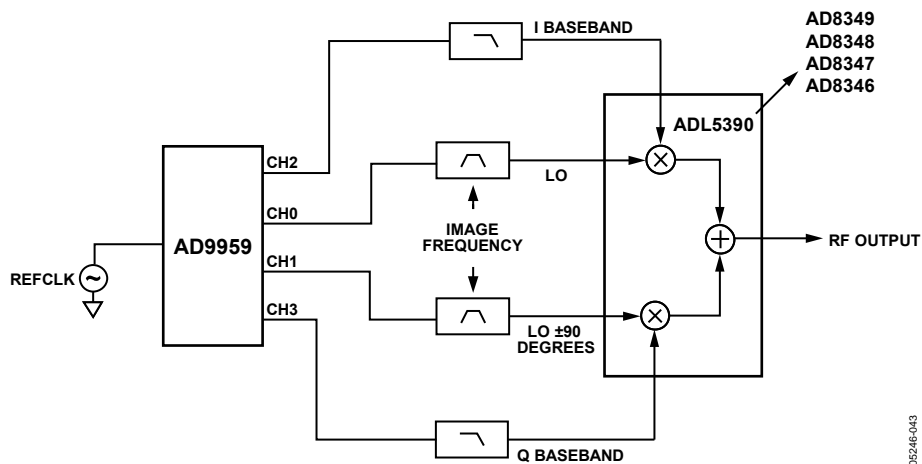 AD8349
AD8348
AD8347
AD8346
I BASEBAND
ADL5390
CH2
LO
CH0
AD9959
IMAGE
FREQUENCY
RF OUTPUT
REFCLK
CH1
CH3
LO ±90
DEGREES
Q BASEBAND
05246-043